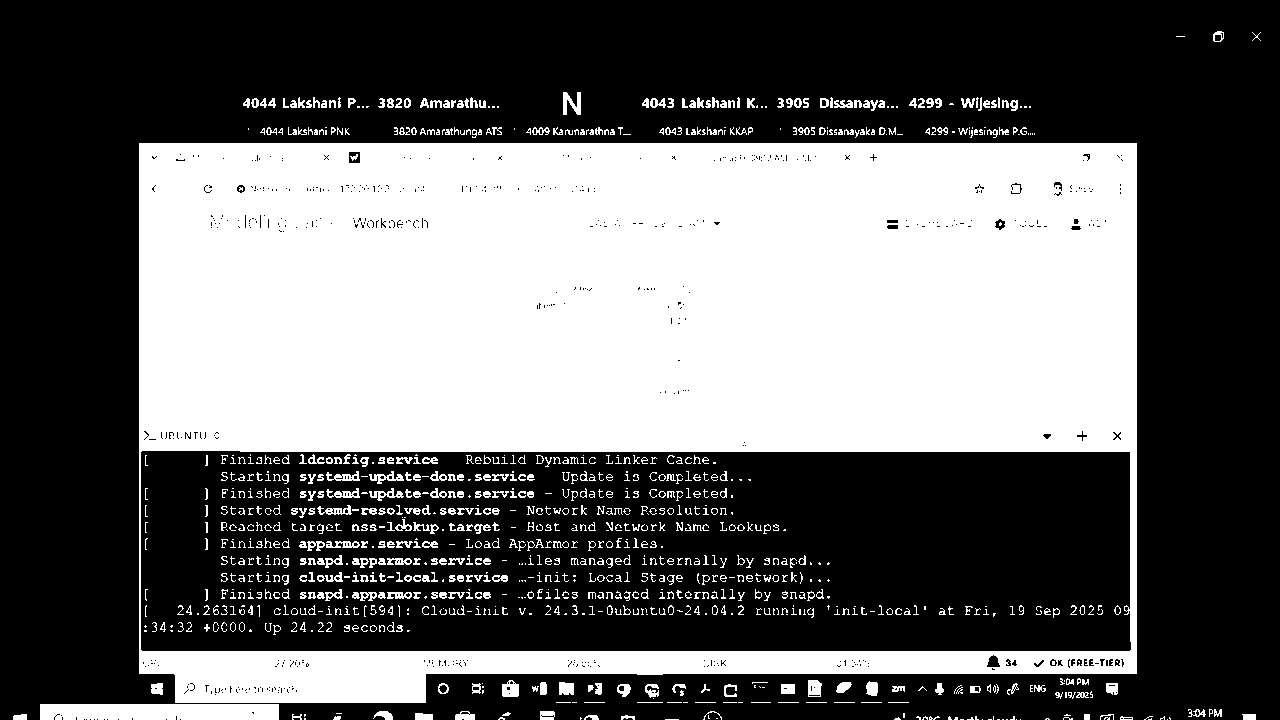 4044 Lakshani P... 3820 Amarathu... N 4043 Lakshani K... 3905 Dissanaya... 4299 - Wijesing...
4044 Lakshani PNK 3820 Amarathunga ATS 4009 Karunarathna T... 4043 Lakshani KKAP 3905 Dissanayaka D.M... 4299 - Wijesinghe P.G....
Workbench
UBUNTU
[ ] Finished ldconfig.service Rebuild Dynamic Linker Cache.
Starting systemd-update-done.service Update is Completed...
[ ] Finished systemd-update-done.service - Update is Completed.
[ ] Started systemd-resolved.service - Network Name Resolution.
[ ] Reached target nss-lookup.target - Host and Network Name Lookups.
[ ] Finished apparmor.service - Load AppArmor profiles.
Starting snapd.apparmor.service - …iles managed internally by snapd...
Starting cloud-init-local.service …-init: Local Stage (pre-network)...
[ ] Finished snapd.apparmor.service - …ofiles managed internally by snapd.
[ 24.263164] cloud-init[594]: Cloud-init v. 24.3.1-0ubuntu0~24.04.2 running 'init-local' at Fri, 19 Sep 2025 09
:34:32 +0000. Up 24.22 seconds.
34 OK (FREE-TIER)
Type here to search zm ENG 3:04 PM
9/19/2025
3:04 PM